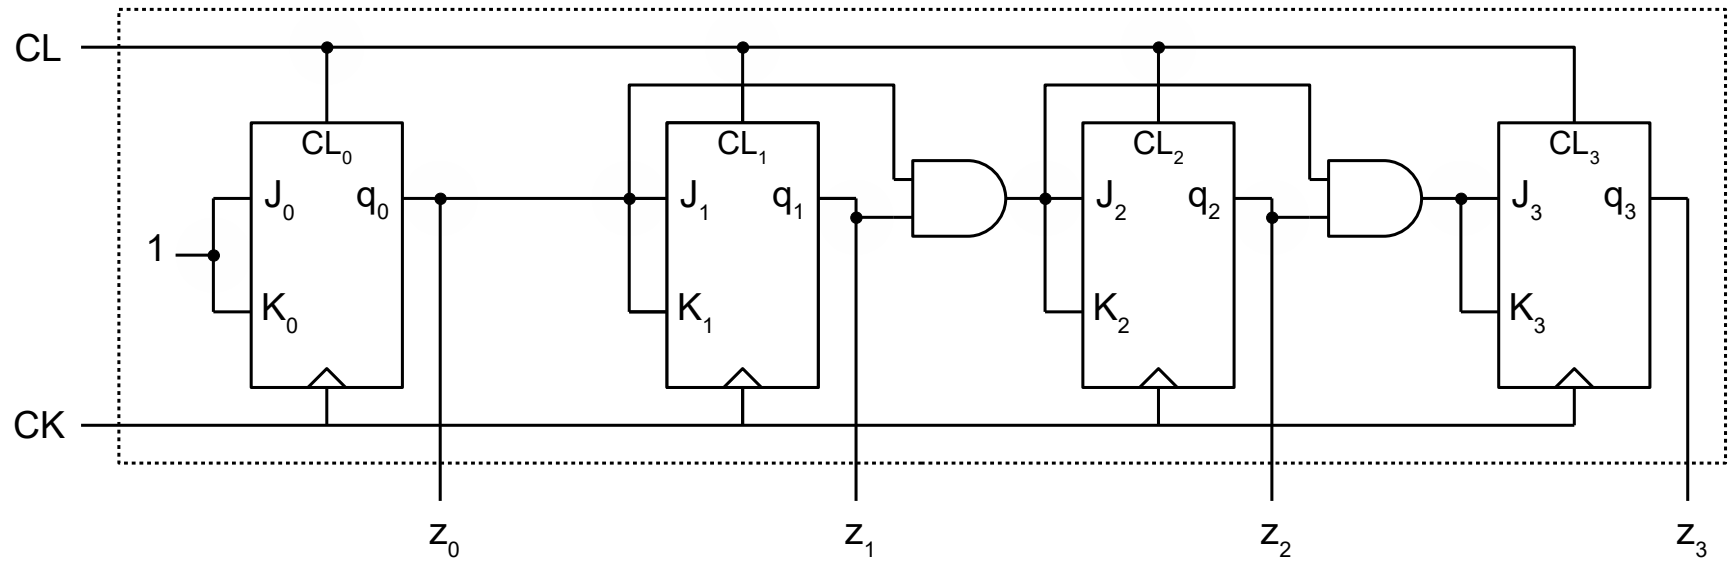 CL
CL₀ CL₁ CL₂ CL₃
J₀ q₀ J₁ q₁ J₂ q₂ J₃ q₃
1
K₀ K₁ K₂ K₃
CK
z₀ z₁ z₂ z₃